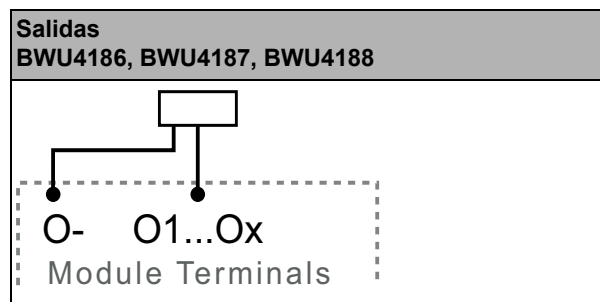 Salidas
BWU4186, BWU4187, BWU4188
O- O1...Ox
Module Terminals